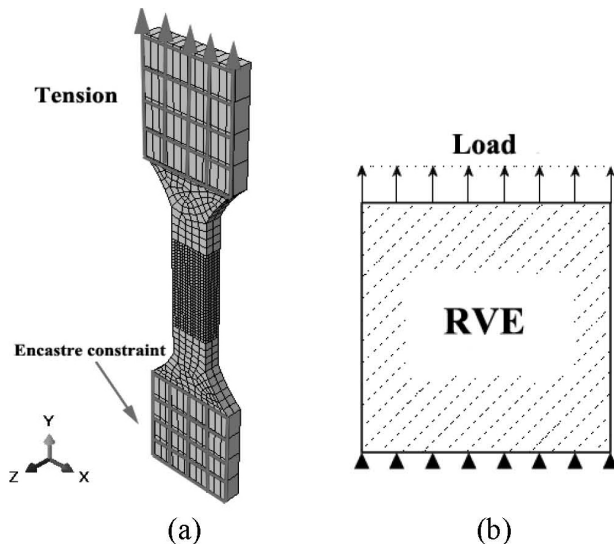 Tension
Load
RVE
Encastre constraint
Y
Z
X
(a)
(b)